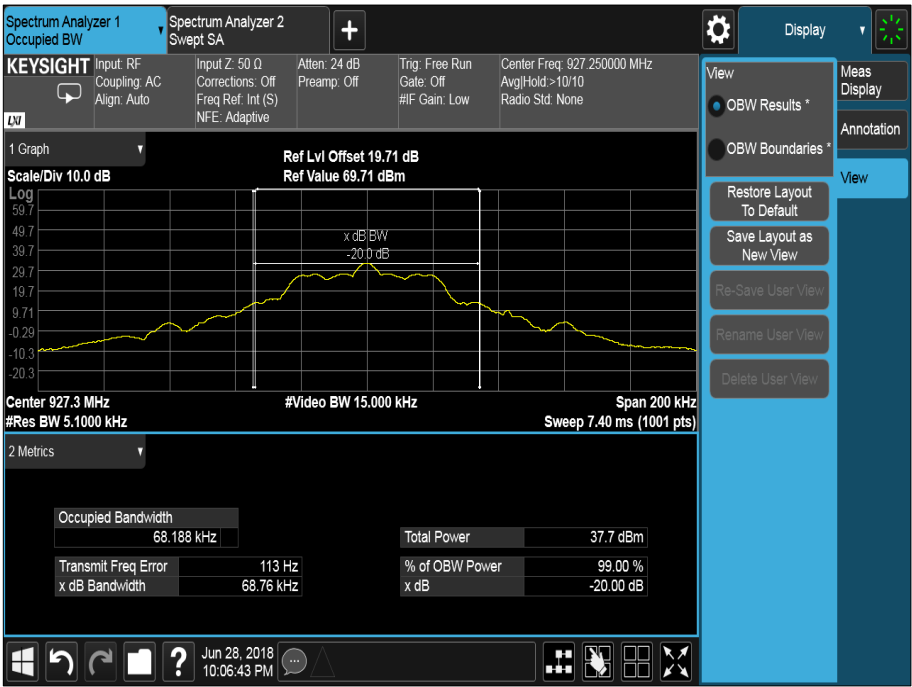 Spectrum Analyzer 1
Occupied BW
Spectrum Analyzer 2
Swept SA
Display
KEYSIGHT
LXI
Input: RF
Coupling: AC
Align: Auto
Input Z: 50 Ω
Corrections: Off
Freq Ref: Int (S)
NFE: Adaptive
Atten: 24 dB
Preamp: Off
Trig: Free Run
Gate: Off
#IF Gain: Low
Center Freq: 927.250000 MHz
Avg|Hold:>10/10
Radio Std: None
1 Graph
Scale/Div 10.0 dB
Ref Lvl Offset 19.71 dB
Ref Value 69.71 dBm
Log
59.7
49.7
39.7
29.7
19.7
9.71
-0.29
-10.3
-20.3
x dB BW
-20.0 dB
Center 927.3 MHz
#Video BW 15.000 kHz
Span 200 kHz
#Res BW 5.1000 kHz
Sweep 7.40 ms (1001 pts)
2 Metrics
Occupied Bandwidth
68.188 kHz
Total Power 37.7 dBm
Transmit Freq Error 113 Hz
% of OBW Power 99.00 %
x dB Bandwidth 68.76 kHz
x dB -20.00 dB
View
OBW Results *
OBW Boundaries *
Restore Layout
To Default
Save Layout as
New View
Re-Save User View
Rename User View
Delete User View
Meas
Display
Annotation
View
?
Jun 28, 2018
10:06:43 PM